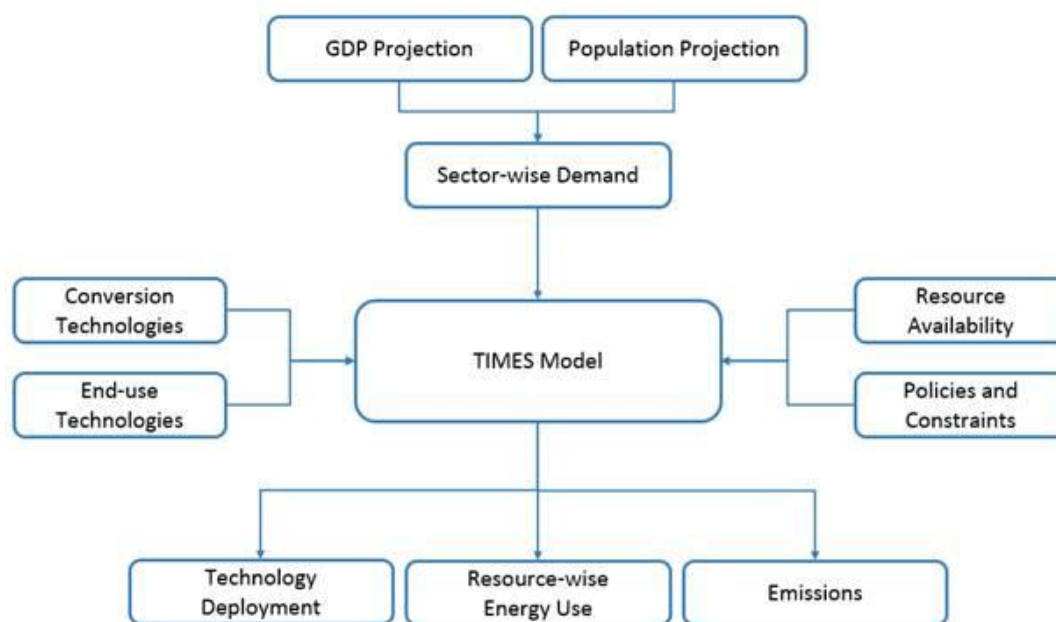 GDP Projection
Population Projection
Sector-wise Demand
Conversion
Technologies
Resource
Availability
TIMES Model
End-use
Technologies
Policies and
Constraints
Technology
Deployment
Resource-wise
Energy Use
Emissions